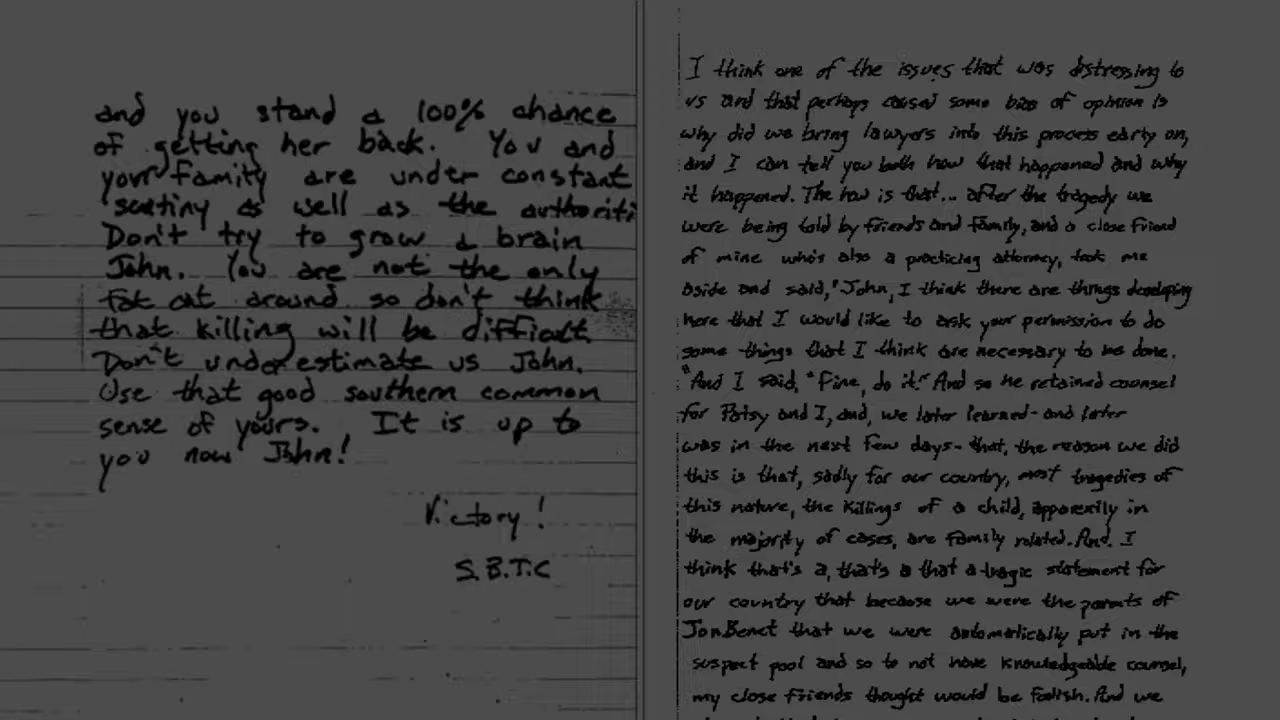 and you stand a 100% chance
of getting her back. You and
your family are under constant
scutiny as well as the authoriti
Don't try to grow a brain
John. You are not the only
fat cat around so don't think
that killing will be difficult.
Don't underestimate us John.
Use that good southern common
sense of yours. It is up to
you now John!
Victory!
S.B.T.C
I think one of the issues that was distressing to
us and that perhaps caused some bias of opinion is
why did we bring lawyers into this process early on,
and I can tell you both how that happened and why
it happened. The how is that... after the tragedy we
were being told by friends and family, and a close friend
of mine who's also a practicing attorney, took me
aside and said, "John, I think there are things developing
here that I would like to ask your permission to do
some things that I think are necessary to be done.
"And I said, "Fine, do it." And so he retained counsel
for Patsy and I, and, we later learned- and later
was in the next few days- that, the reason we did
this is that, sadly for our country, most tragedies of
this nature, the killings of a child, apparently in
the majority of cases, are family related. And. I
think that's a, that's a that a tragic statement for
our country that because we were the parents of
JonBenet that we were automatically put in the
suspect pool and so to not have knowledgeable counsel,
my close friends thought would be foolish. And we